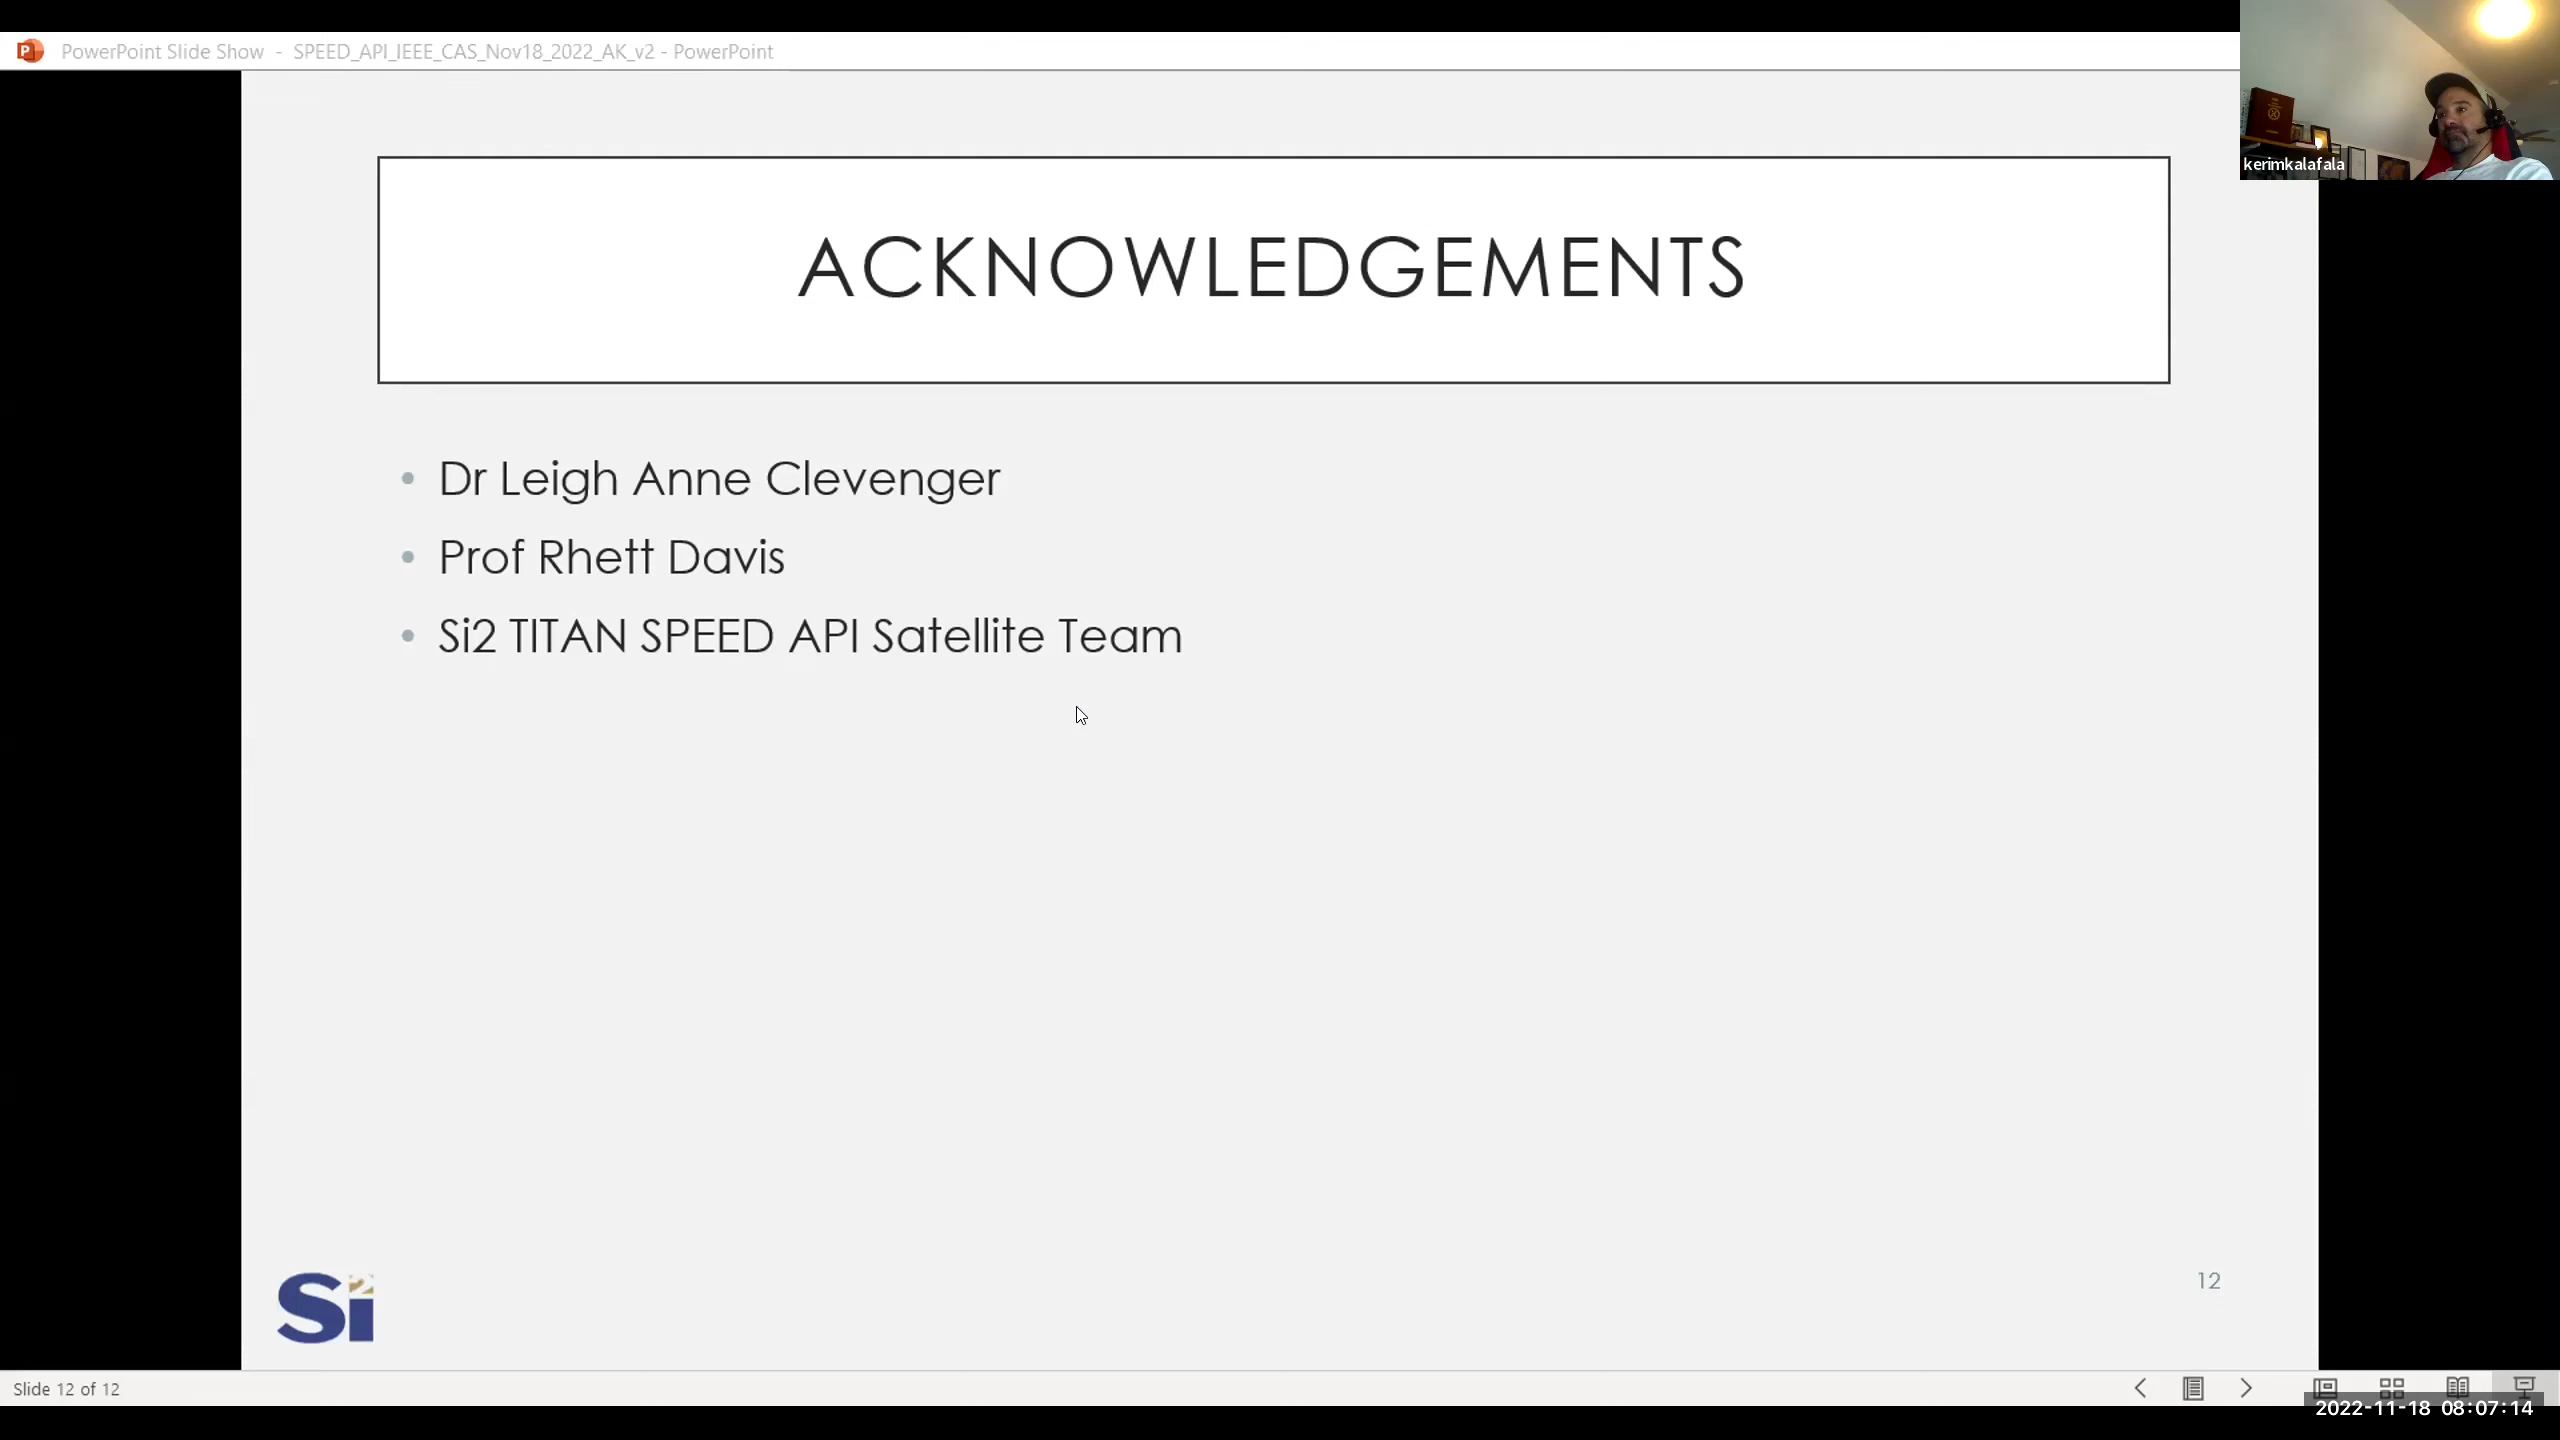 PowerPoint Slide Show - SPEED_API_IEEE_CAS_Nov18_2022_AK_v2 - PowerPoint
kerimkalafala
ACKNOWLEDGEMENTS
• Dr Leigh Anne Clevenger
• Prof Rhett Davis
• Si2 TITAN SPEED API Satellite Team
Si2
12
Slide 12 of 12
2022-11-18 08:07:14